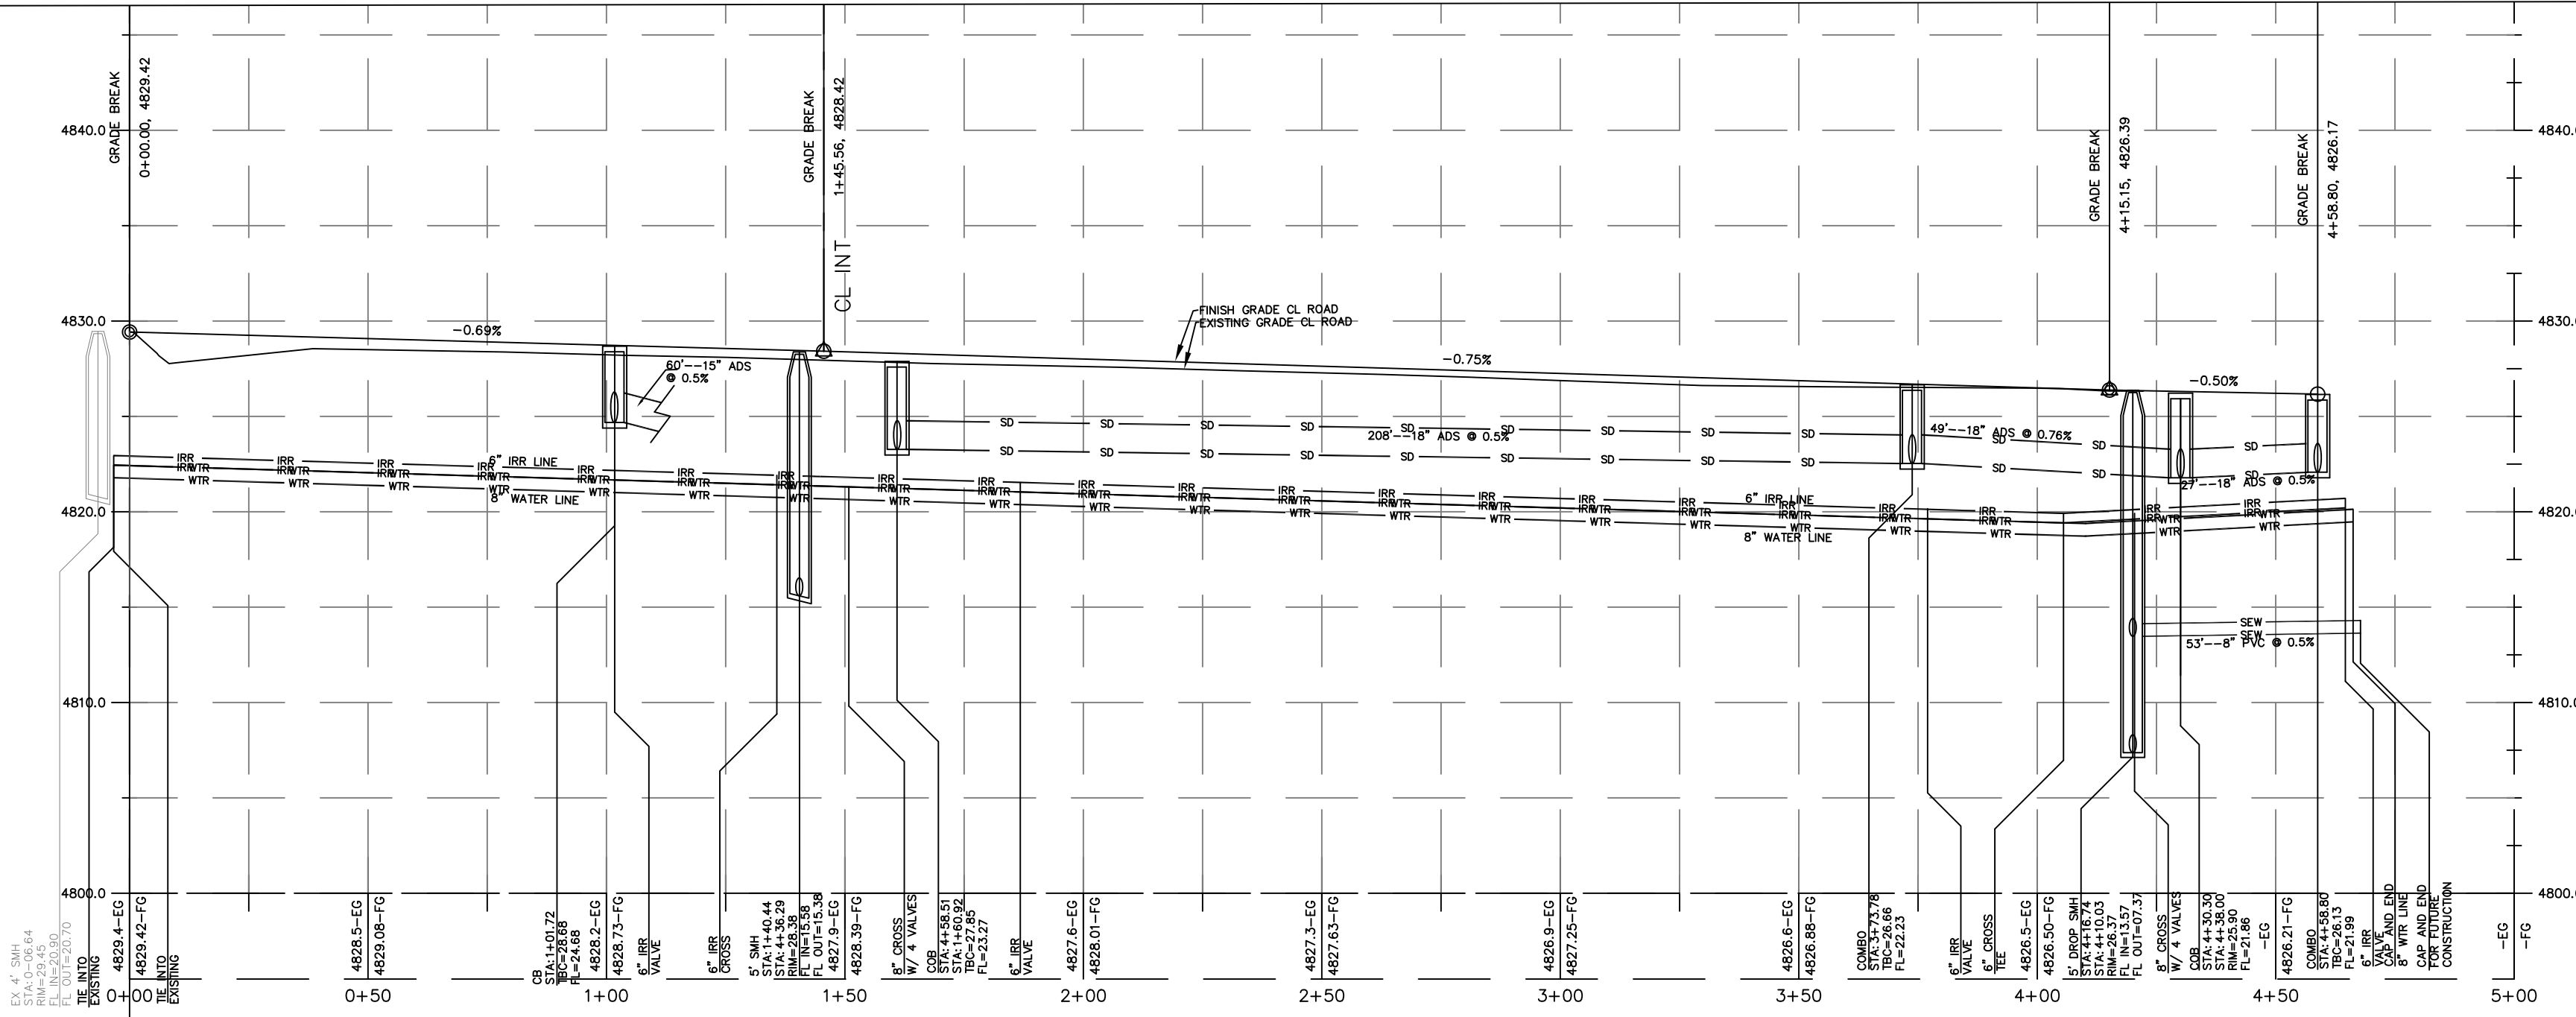 GRADE BREAK
0+00.00, 4829.42
GRADE BREAK
1+45.56, 4828.42
CL INT
GRADE BREAK
4+15.15, 4826.39
GRADE BREAK
4+58.80, 4826.17
4840.0
4830.0
4820.0
4810.0
4800.0
4840.0
4830.0
4820.0
4810.0
4800.0
-0.69%
-0.75%
-0.50%
FINISH GRADE CL ROAD
EXISTING GRADE CL ROAD
60'--15" ADS
@ 0.5%
208'--18" ADS @ 0.5%
49'--18" ADS @ 0.76%
27'--18" ADS @ 0.5%
6" IRR LINE
8" WATER LINE
6" IRR LINE
8" WATER LINE
IRR
WTR
SD
SEW
SEW
53'--8" PVC @ 0.5%
EX 4' SMH
STA:0-06.64
RIM=29.45
FL IN=20.90
FL OUT=20.70
TIE INTO
EXISTING
4829.4-EG
4829.42-FG
TIE INTO
EXISTING
4828.5-EG
4829.08-FG
CB
STA:1+01.72
TBC=28.68
FL=24.68
4828.2-EG
4828.73-FG
6" IRR
VALVE
6" IRR
CROSS
5' SMH
STA:1+40.44
STA:4+36.29
RIM=28.38
FL IN=15.58
FL OUT=15.38
4827.9-EG
4828.39-FG
8" CROSS
W/ 4 VALVES
COB
STA:4+58.51
STA:1+60.92
TBC=27.85
FL=23.27
6" IRR
VALVE
4827.6-EG
4828.01-FG
4827.3-EG
4827.63-FG
4826.9-EG
4827.25-FG
4826.6-EG
4826.88-FG
COMBO
STA:3+73.78
TBC=26.66
FL=22.23
6" IRR
VALVE
6" CROSS
TEE
4826.5-EG
4826.50-FG
5' DROP SMH
STA:4+16.74
STA:4+10.03
RIM=26.37
FL IN=13.57
FL OUT=07.37
8" CROSS
W/ 4 VALVES
COB
STA:4+30.30
STA:4+38.00
RIM=25.90
FL=21.86
-EG
4826.21-FG
COMBO
STA:4+58.80
TBC=26.13
FL=21.99
6" IRR
VALVE
CAP AND END
8" WTR LINE
CAP AND END
FOR FUTURE
CONSTRUCTION
-EG
-FG
0+00
0+50
1+00
1+50
2+00
2+50
3+00
3+50
4+00
4+50
5+00